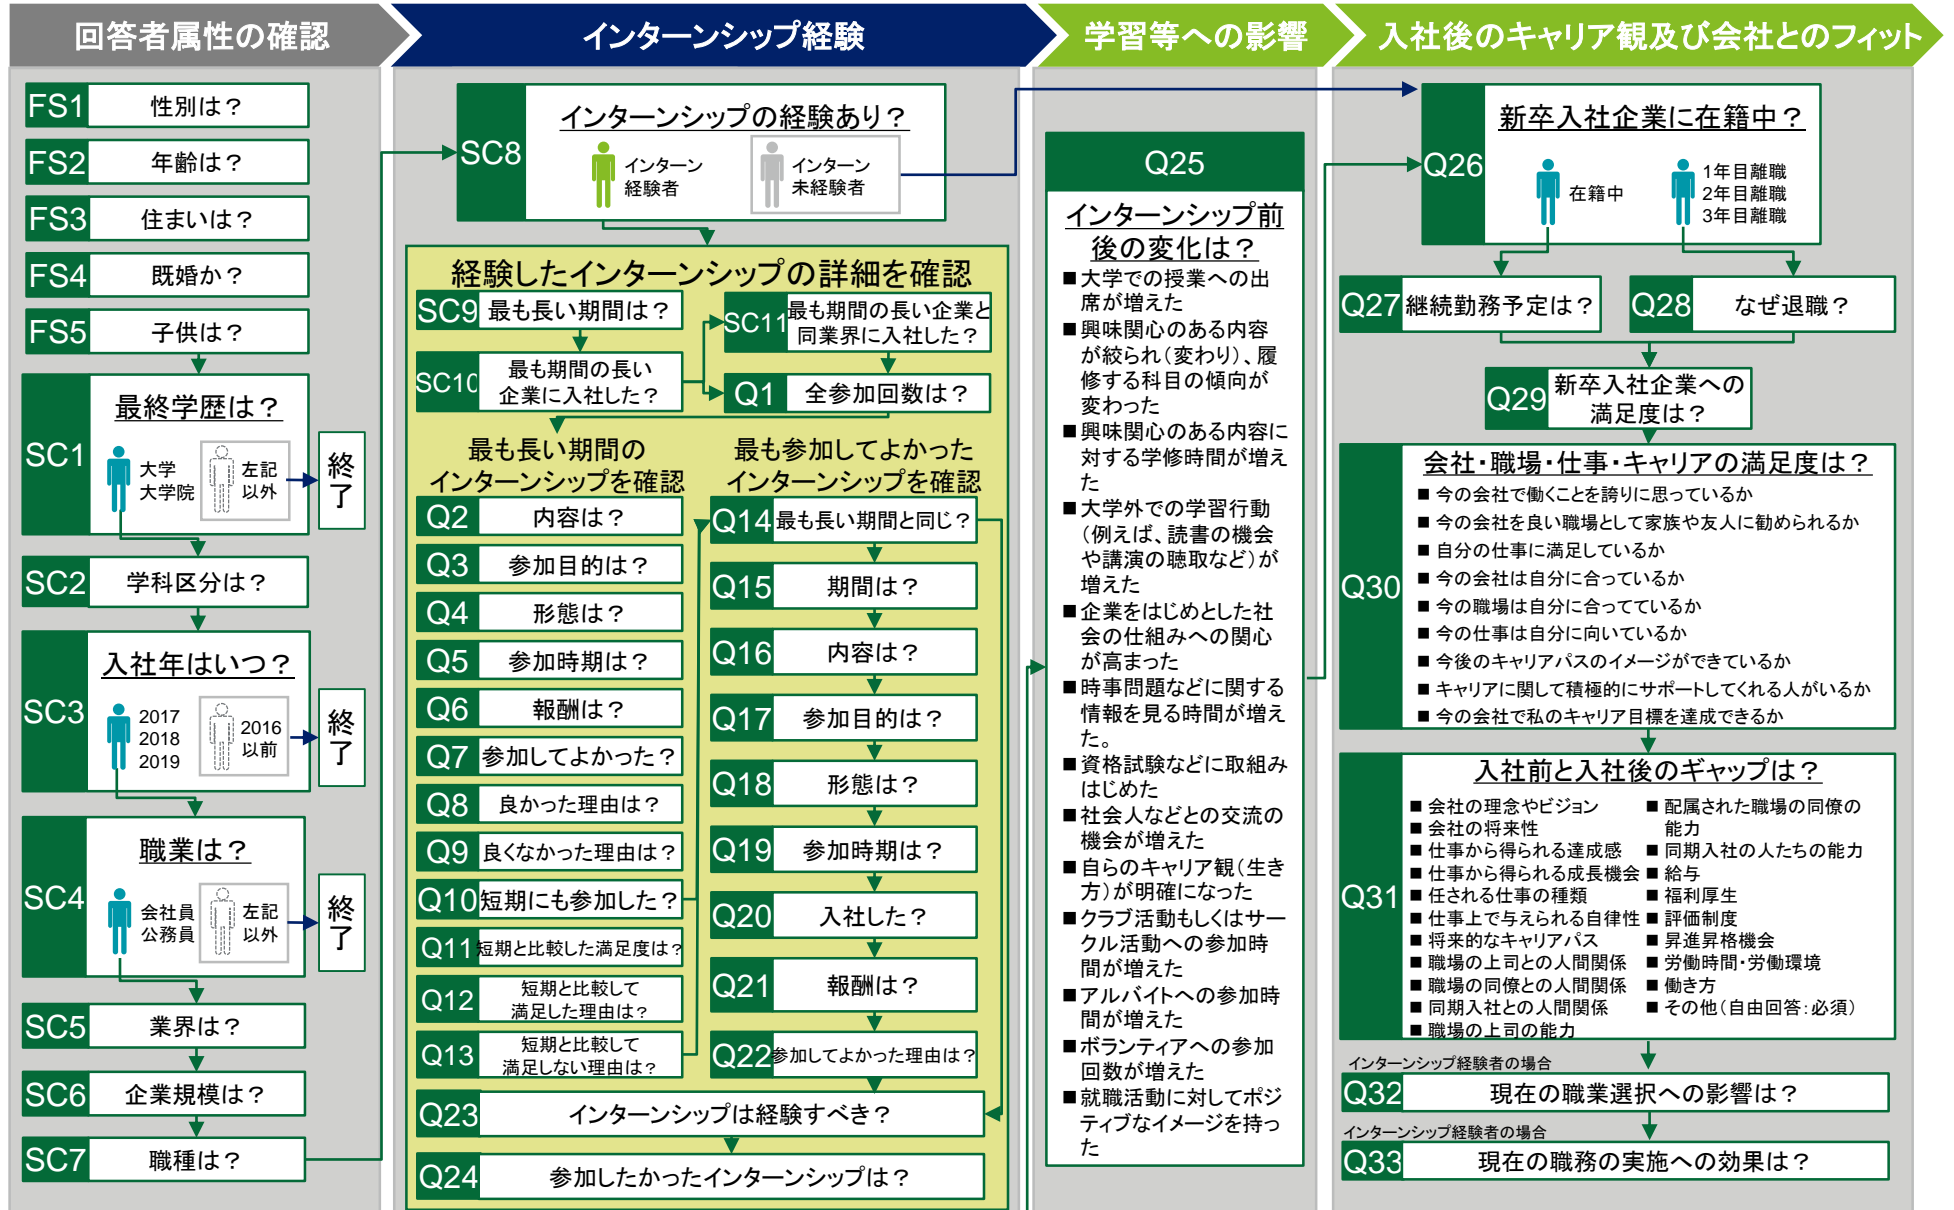 回答者属性の確認
インターンシップ経験
学習等への影響
入社後のキャリア観及び会社とのフィット
FS1
性別は？
FS2
年齢は？
FS3
住まいは？
FS4
既婚か？
FS5
子供は？
SC1
最終学歴は？
大学
大学院
左記
以外
終了
SC2
学科区分は？
SC3
入社年はいつ？
2017
2018
2019
2016
以前
終了
SC4
職業は？
会社員
公務員
左記
以外
終了
SC5
業界は？
SC6
企業規模は？
SC7
職種は？
SC8
インターンシップの経験あり？
インターン
経験者
インターン
未経験者
経験したインターンシップの詳細を確認
SC9
最も長い期間は？
SC10
最も期間の長い
企業に入社した？
SC11
最も期間の長い企業と
同業界に入社した？
Q1
全参加回数は？
最も長い期間の
インターンシップを確認
Q2
内容は？
Q3
参加目的は？
Q4
形態は？
Q5
参加時期は？
Q6
報酬は？
Q7
参加してよかった？
Q8
良かった理由は？
Q9
良くなかった理由は？
Q10
短期にも参加した？
Q11
短期と比較した満足度は？
Q12
短期と比較して
満足した理由は？
Q13
短期と比較して
満足しない理由は？
最も参加してよかった
インターンシップを確認
Q14
最も長い期間と同じ？
Q15
期間は？
Q16
内容は？
Q17
参加目的は？
Q18
形態は？
Q19
参加時期は？
Q20
入社した？
Q21
報酬は？
Q22
参加してよかった理由は？
Q23
インターンシップは経験すべき？
Q24
参加したかったインターンシップは？
Q25
インターンシップ前
後の変化は？
■大学での授業への出
席が増えた
■興味関心のある内容
が絞られ（変わり）、履
修する科目の傾向が
変わった
■興味関心のある内容に
対する学修時間が増え
た
■大学外での学習行動
（例えば、読書の機会
や講演の聴取など）が
増えた
■企業をはじめとした社
会の仕組みへの関心
が高まった
■時事問題などに関する
情報を見る時間が増え
た。
■資格試験などに取組み
はじめた
■社会人などとの交流の
機会が増えた
■自らのキャリア観（生き
方）が明確になった
■クラブ活動もしくはサー
クル活動への参加時
間が増えた
■アルバイトへの参加時
間が増えた
■ボランティアへの参加
回数が増えた
■就職活動に対してポジ
ティブなイメージを持っ
た
Q26
新卒入社企業に在籍中？
在籍中
1年目離職
2年目離職
3年目離職
Q27
継続勤務予定は？
Q28
なぜ退職？
Q29
新卒入社企業への
満足度は？
Q30
会社・職場・仕事・キャリアの満足度は？
■ 今の会社で働くことを誇りに思っているか
■ 今の会社を良い職場として家族や友人に勧められるか
■ 自分の仕事に満足しているか
■ 今の会社は自分に合っているか
■ 今の職場は自分に合ってているか
■ 今の仕事は自分に向いているか
■ 今後のキャリアパスのイメージができているか
■ キャリアに関して積極的にサポートしてくれる人がいるか
■ 今の会社で私のキャリア目標を達成できるか
Q31
入社前と入社後のギャップは？
■ 会社の理念やビジョン
■ 会社の将来性
■ 仕事から得られる達成感
■ 仕事から得られる成長機会
■ 任される仕事の種類
■ 仕事上で与えられる自律性
■ 将来的なキャリアパス
■ 職場の上司との人間関係
■ 職場の同僚との人間関係
■ 同期入社との人間関係
■ 職場の上司の能力
■ 配属された職場の同僚の
能力
■ 同期入社の人たちの能力
■ 給与
■ 福利厚生
■ 評価制度
■ 昇進昇格機会
■ 労働時間・労働環境
■ 働き方
■ その他（自由回答：必須）
インターンシップ経験者の場合
Q32
現在の職業選択への影響は？
インターンシップ経験者の場合
Q33
現在の職務の実施への効果は？